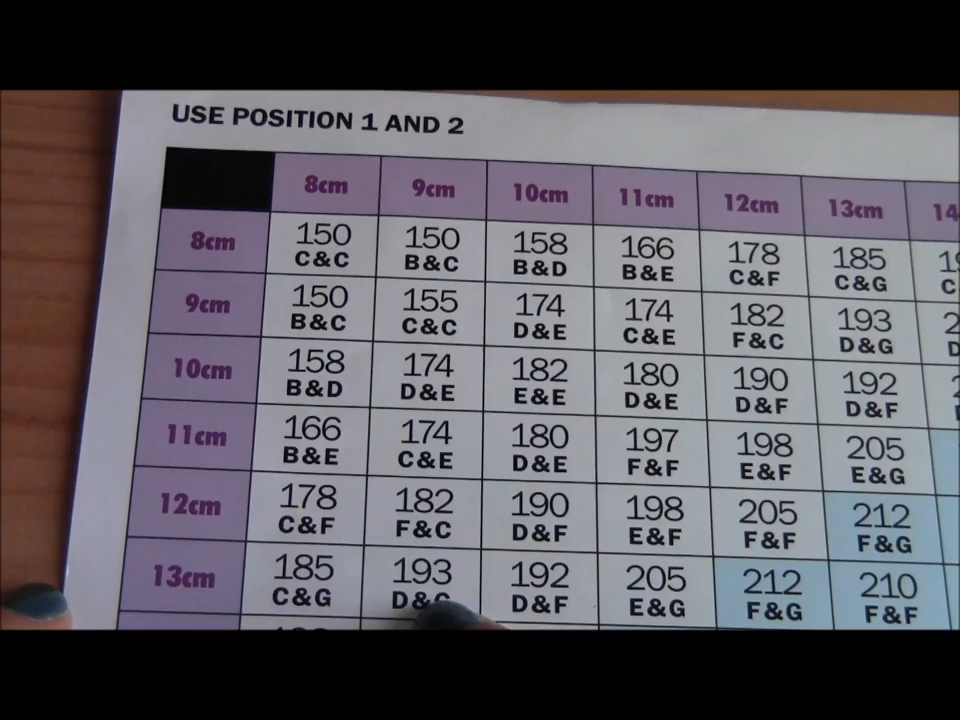 USE POSITION 1 AND 2
8cm 9cm 10cm 11cm 12cm 13cm 14
8cm 150 150 158 166 178 185
C&C B&C B&D B&E C&F C&G C
9cm 150 155 174 174 182 193 2
B&C C&C D&E C&E F&C D&G D
10cm 158 174 182 180 190 192
B&D D&E E&E D&E D&F D&F
11cm 166 174 180 197 198 205
B&E C&E D&E F&F E&F E&G
12cm 178 182 190 198 205 212
C&F F&C D&F E&F F&F F&G
13cm 185 193 192 205 212 210
C&G D&G D&F E&G F&G F&F